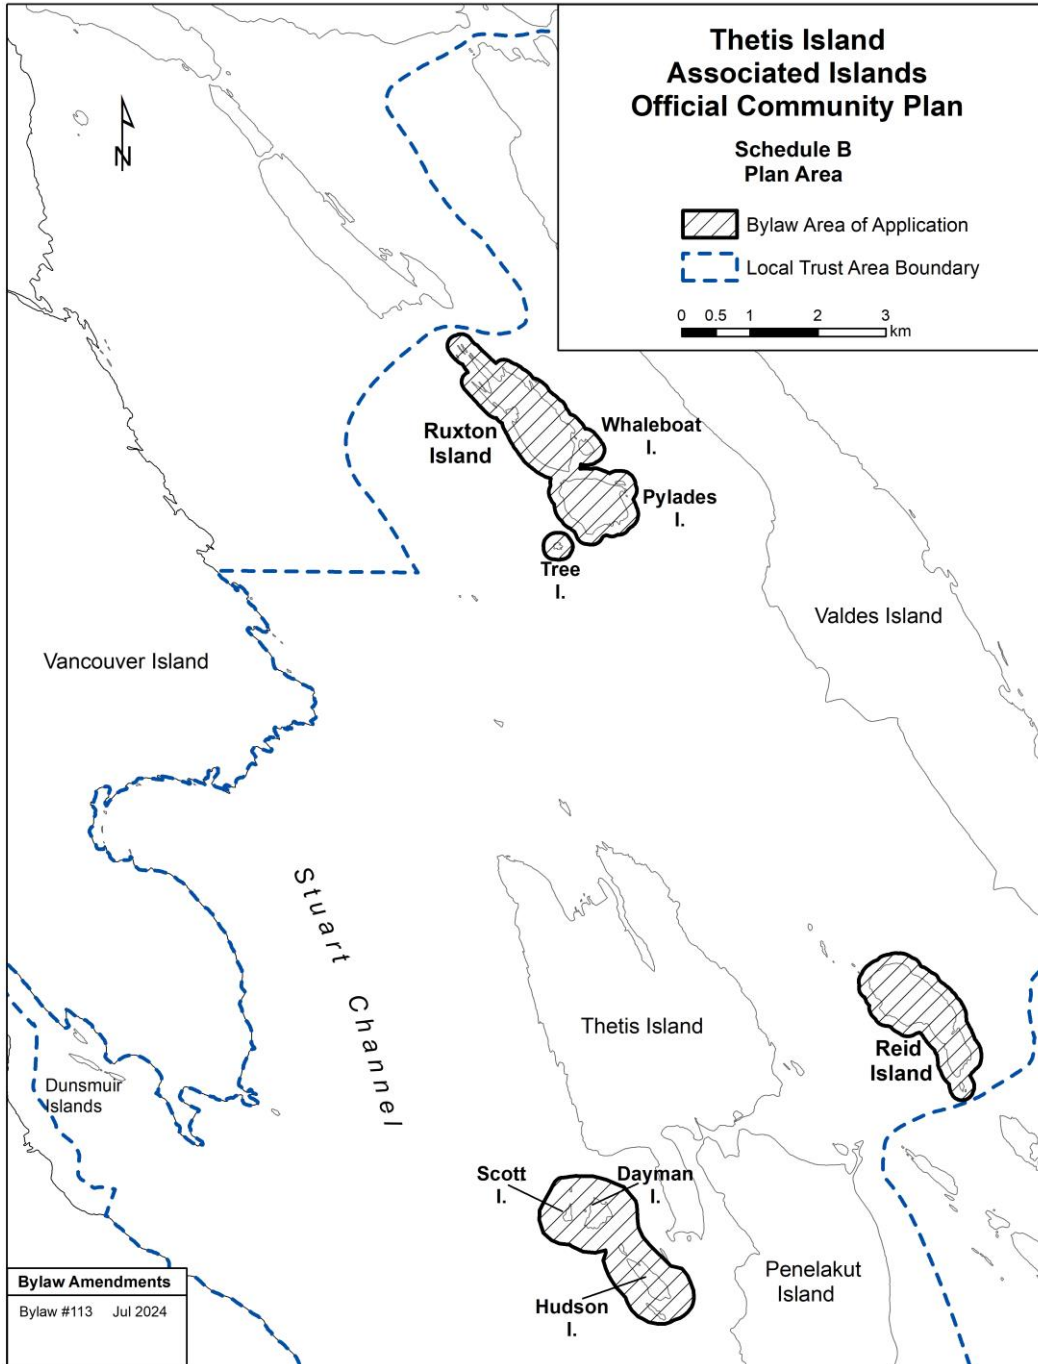 Thetis Island
Associated Islands
Official Community Plan
Schedule B
Plan Area
Bylaw Area of Application
Local Trust Area Boundary
0 0.5 1 2 3
km
N
Ruxton
Island
Whaleboat
I.
Pylades
I.
Tree
I.
Valdes Island
Vancouver Island
Stuart Channel
Thetis Island
Reid
Island
Dunsmuir
Islands
Scott
I.
Dayman
I.
Hudson
I.
Penelakut
Island
Bylaw Amendments
Bylaw #113 Jul 2024